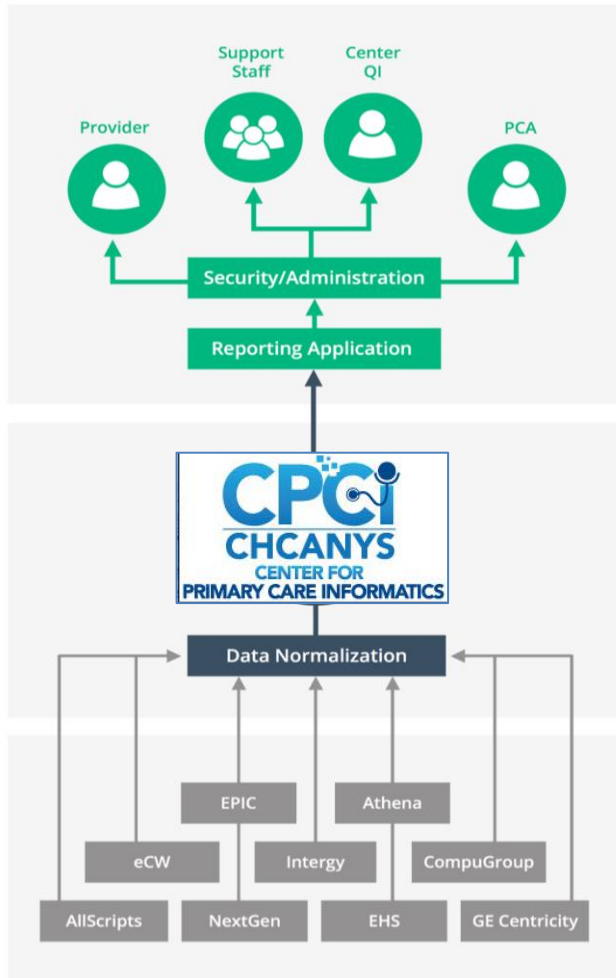 Support
Staff
Center
QI
Provider
PCA
Security/Administration
Reporting Application
CPCi
CHCANYS
CENTER FOR
PRIMARY CARE INFORMATICS
Data Normalization
EPIC
Athena
eCW
Intergy
CompuGroup
AllScripts
NextGen
EHS
GE Centricity